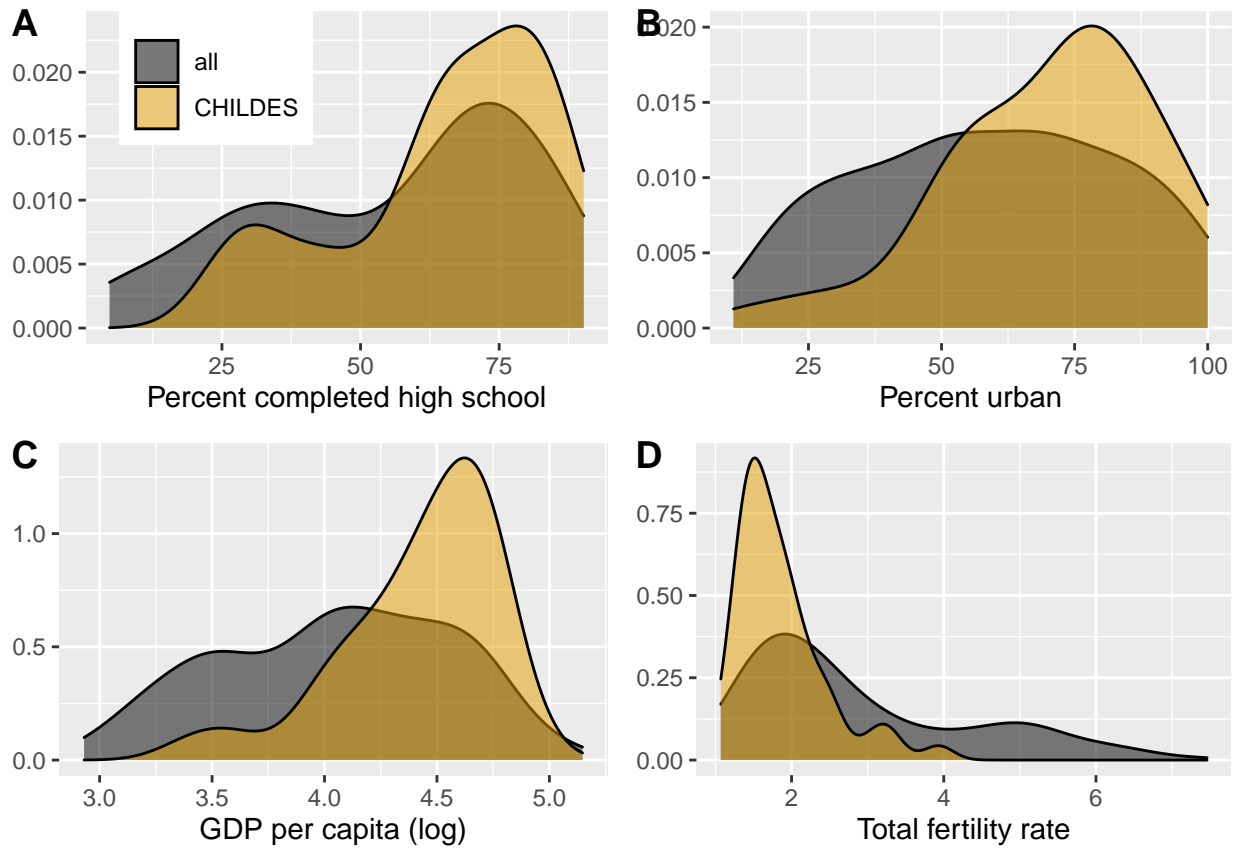 A
all
CHILDES
0.020
0.015
0.010
0.005
0.000
25 50 75
Percent completed high school
B
0.020
0.015
0.010
0.005
0.000
25 50 75 100
Percent urban
C
1.0
0.5
0.0
3.0 3.5 4.0 4.5 5.0
GDP per capita (log)
D
0.75
0.50
0.25
0.00
2 4 6
Total fertility rate